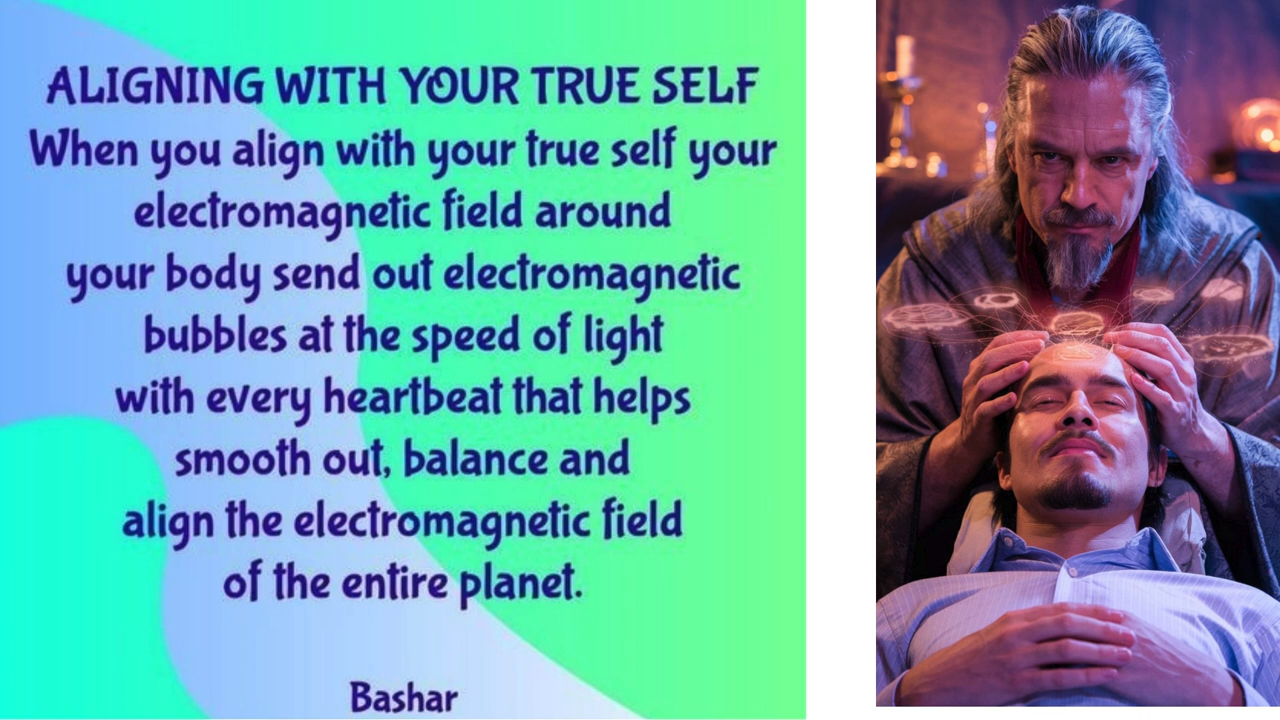 ALIGNING WITH YOUR TRUE SELF
When you align with your true self your
electromagnetic field around
your body send out electromagnetic
bubbles at the speed of light
with every heartbeat that helps
smooth out, balance and
align the electromagnetic field
of the entire planet.
Bashar